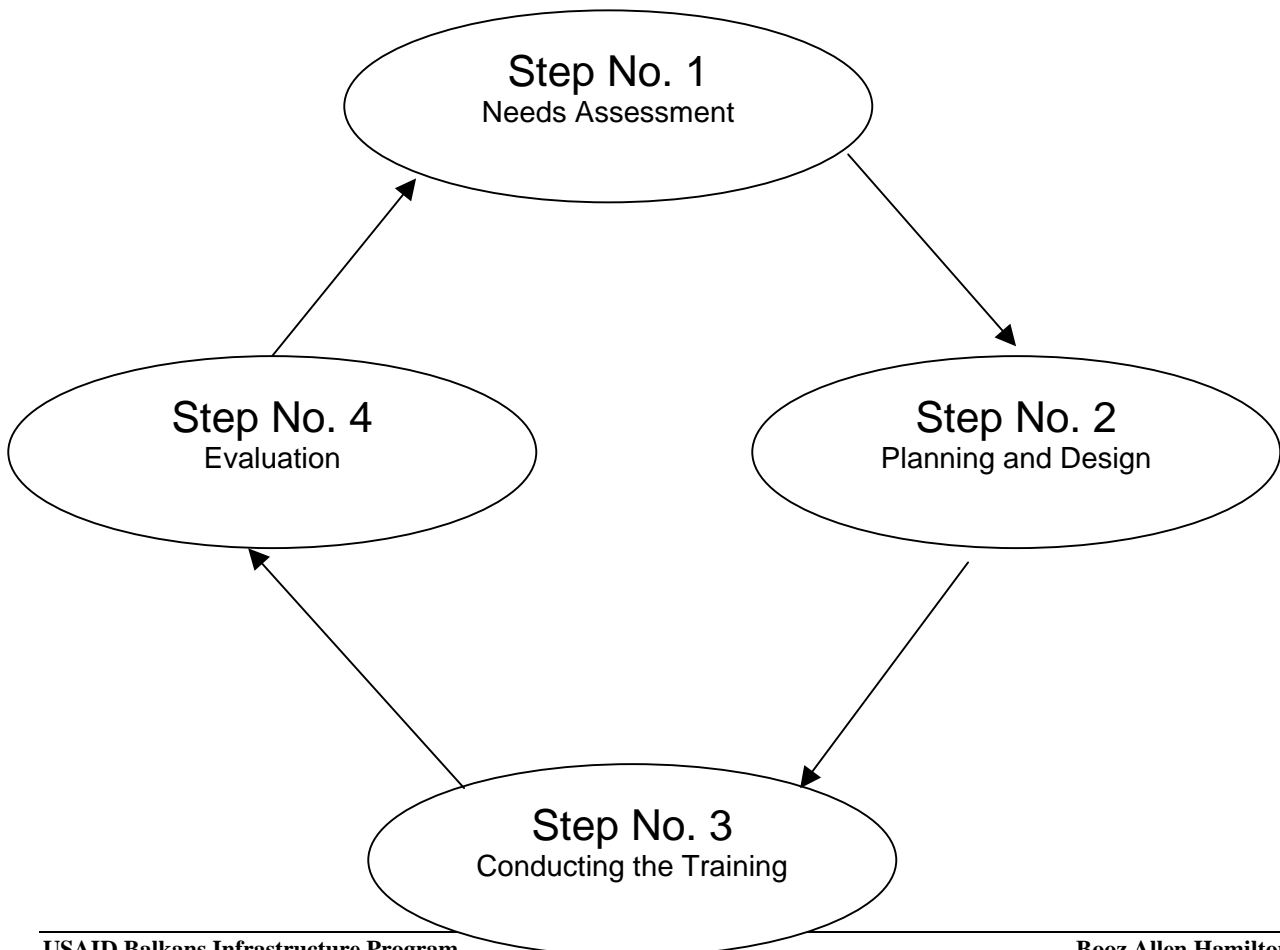 Step No. 1
Needs Assessment
Step No. 4
Evaluation
Step No. 2
Planning and Design
Step No. 3
Conducting the Training
USAID Balkans Infrastructure Program
Booz Allen Hamilton